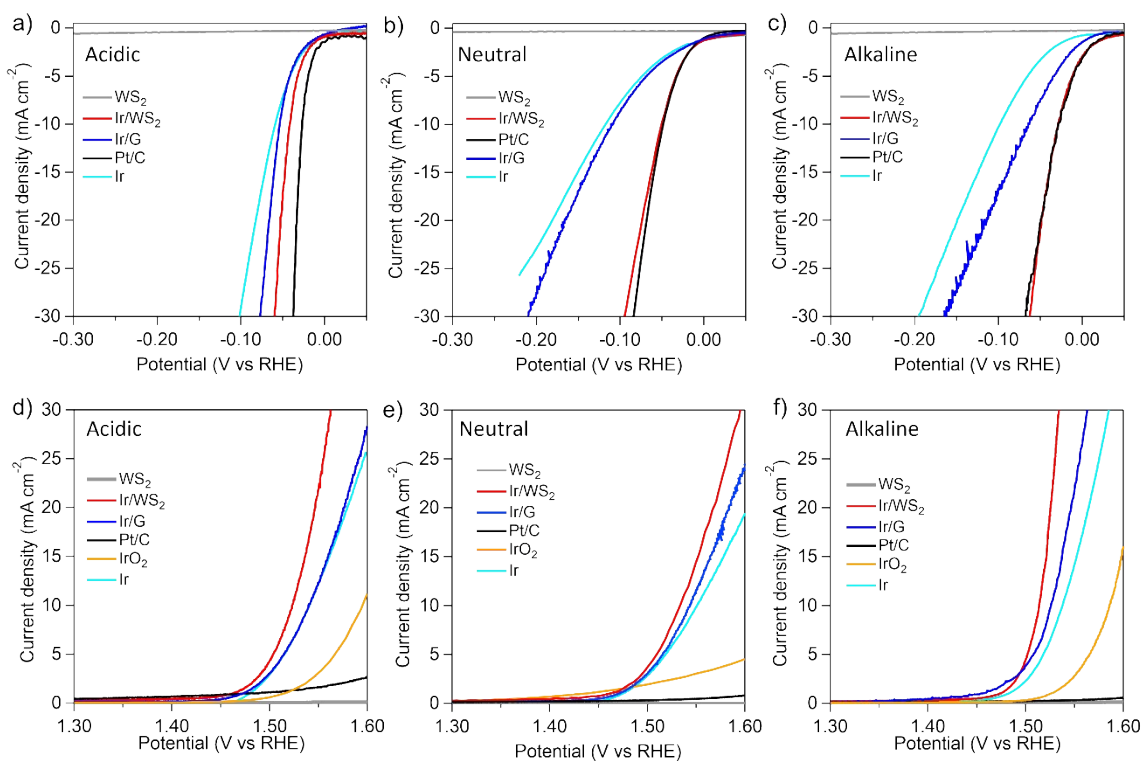 a)
Acidic
WS2
Ir/WS2
Ir/G
Pt/C
Ir
Current density (mA cm-2)
0
-5
-10
-15
-20
-25
-30
-0.30
-0.20
-0.10
0.00
Potential (V vs RHE)
b)
Neutral
WS2
Ir/WS2
Pt/C
Ir/G
Ir
Current density (mA cm-2)
0
-5
-10
-15
-20
-25
-30
-0.30
-0.20
-0.10
0.00
Potential (V vs RHE)
c)
Alkaline
WS2
Ir/WS2
Ir/G
Pt/C
Ir
Current density (mA cm-2)
0
-5
-10
-15
-20
-25
-30
-0.30
-0.20
-0.10
0.00
Potential (V vs RHE)
d)
Acidic
WS2
Ir/WS2
Ir/G
Pt/C
IrO2
Ir
Current density (mA cm-2)
30
25
20
15
10
5
0
1.30
1.40
1.50
1.60
Potential (V vs RHE)
e)
Neutral
WS2
Ir/WS2
Ir/G
Pt/C
IrO2
Ir
Current density (mA cm-2)
30
25
20
15
10
5
0
1.30
1.40
1.50
1.60
Potential (V vs RHE)
f)
Alkaline
WS2
Ir/WS2
Ir/G
Pt/C
IrO2
Ir
Current density (mA cm-2)
30
25
20
15
10
5
0
1.30
1.40
1.50
1.60
Potential (V vs RHE)